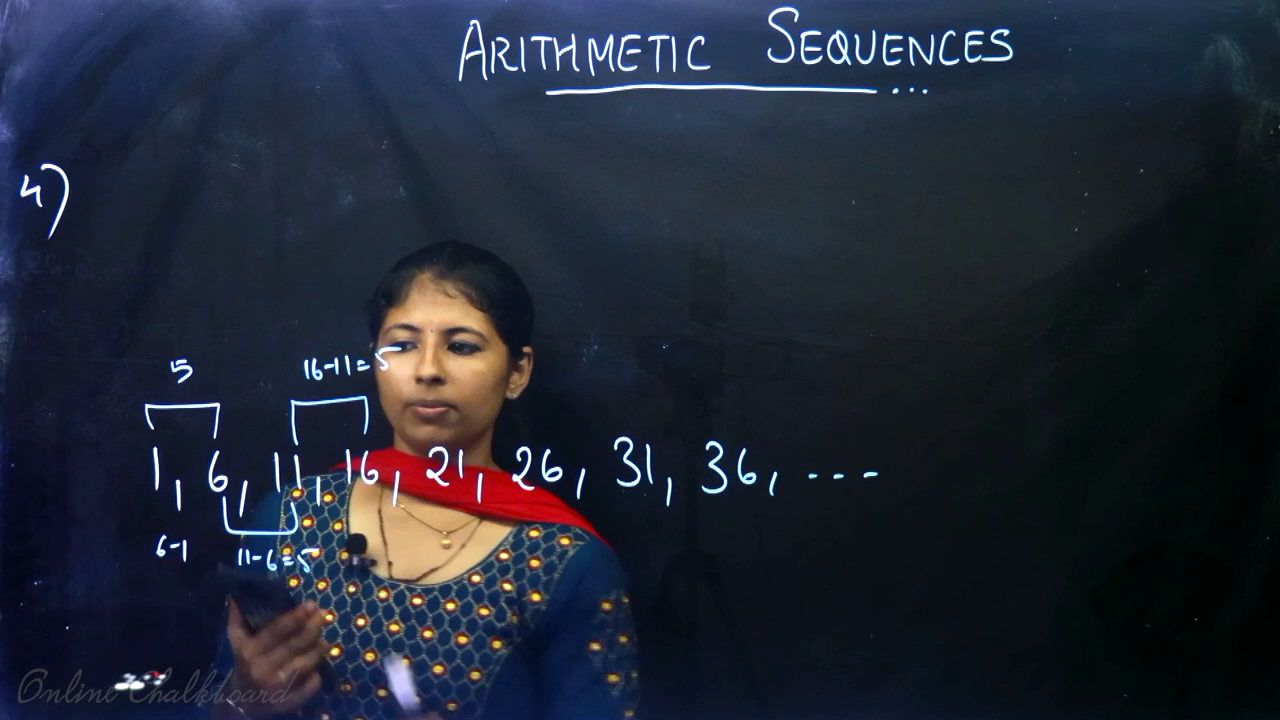 ARITHMETIC SEQUENCES ...
4)
5 16-11=5
1, 6, 11, 16, 21, 26, 31, 36, ---
6-1 11-6=5
Online Chalkboard